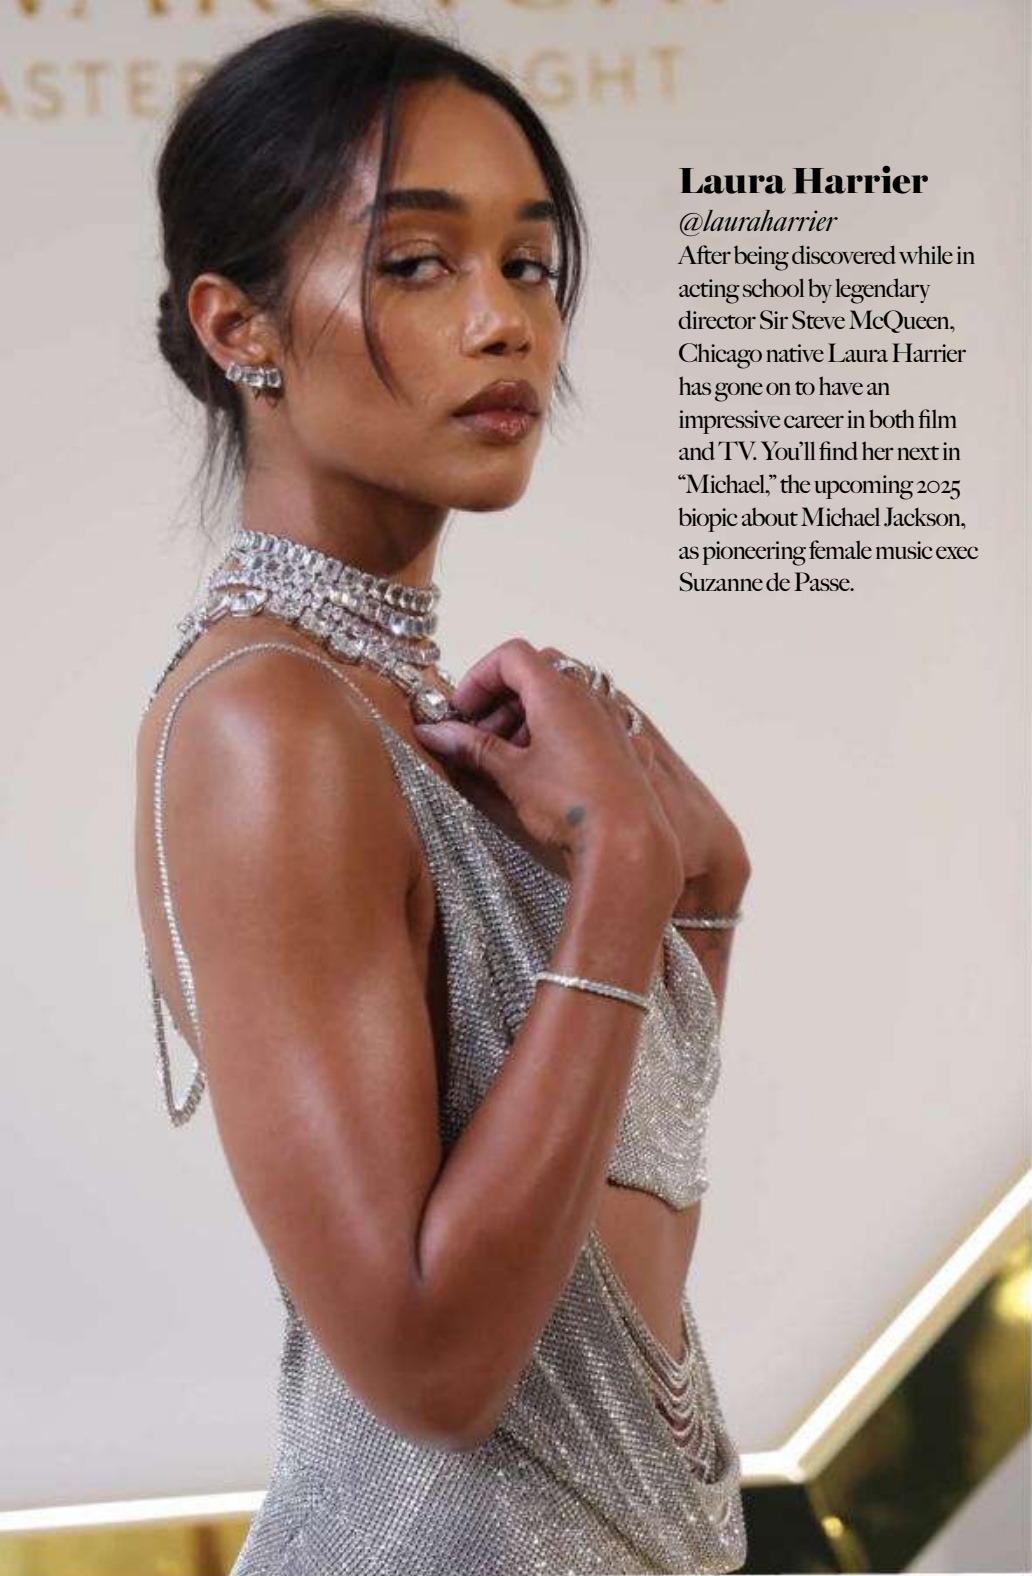 ASTE
GHT
Laura Harrier
@lauraharrier
After being discovered while in
acting school by legendary
director Sir Steve McQueen,
Chicago native Laura Harrier
has gone on to have an
impressive career in both film
and TV. You'll find her next in
“Michael,” the upcoming 2025
biopic about Michael Jackson,
as pioneering female music exec
Suzanne de Passe.